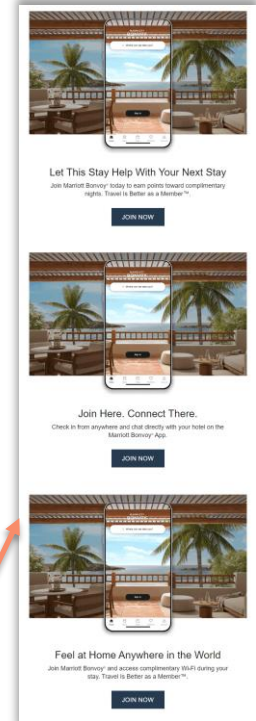 Let This Stay Help With Your Next Stay
Join Marriott Bonvoy® today to earn points toward complimentary
nights. Travel Is Better as a Member™.
JOIN NOW
Join Here. Connect There.
Check in from anywhere and chat directly with your hotel on the
Marriott Bonvoy® App.
JOIN NOW
Feel at Home Anywhere in the World
Join Marriott Bonvoy® and access complimentary Wi-Fi during your
stay. Travel Is Better as a Member™.
JOIN NOW